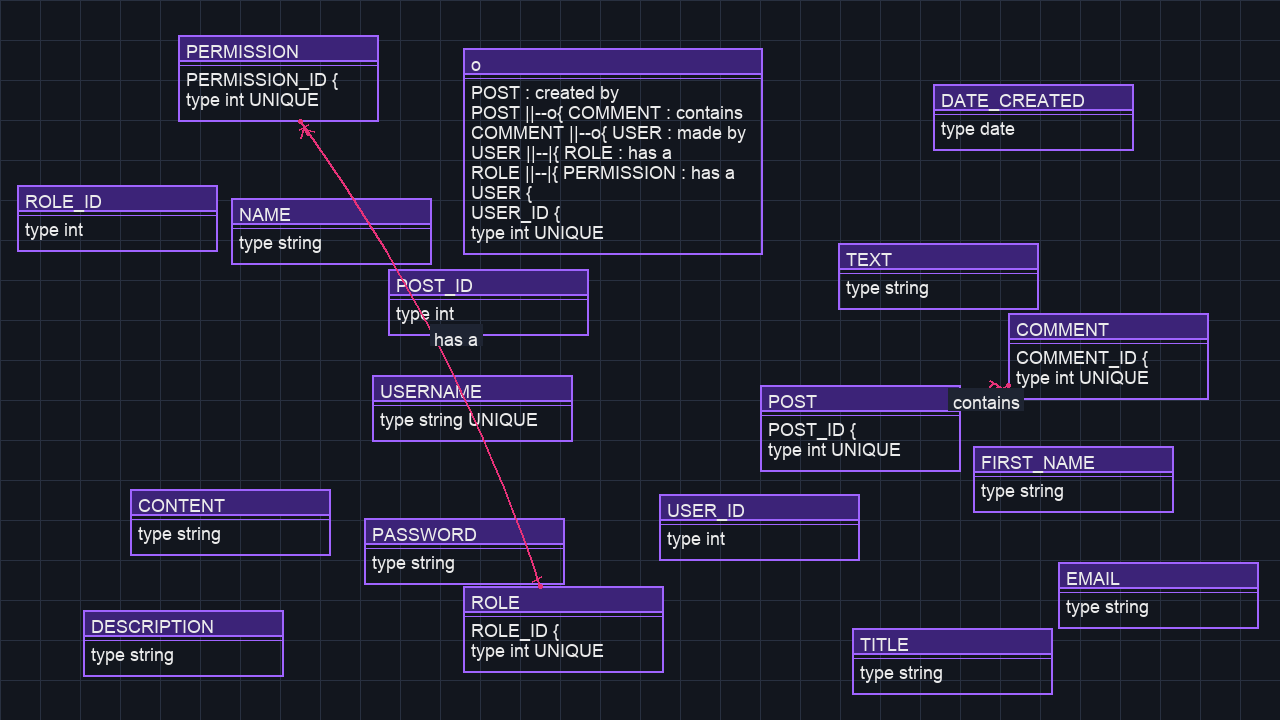 PERMISSION
PERMISSION_ID {
type int UNIQUE
o
POST : created by
POST ||--o{ COMMENT : contains
COMMENT ||--o{ USER : made by
USER ||--|{ ROLE : has a
ROLE ||--|{ PERMISSION : has a
USER {
USER_ID {
type int UNIQUE
DATE_CREATED
type date
ROLE_ID
type int
NAME
type string
POST_ID
type int
has a
TEXT
type string
COMMENT
COMMENT_ID {
type int UNIQUE
USERNAME
type string UNIQUE
POST
POST_ID {
type int UNIQUE
contains
FIRST_NAME
type string
CONTENT
type string
PASSWORD
type string
USER_ID
type int
EMAIL
type string
ROLE
ROLE_ID {
type int UNIQUE
DESCRIPTION
type string
TITLE
type string